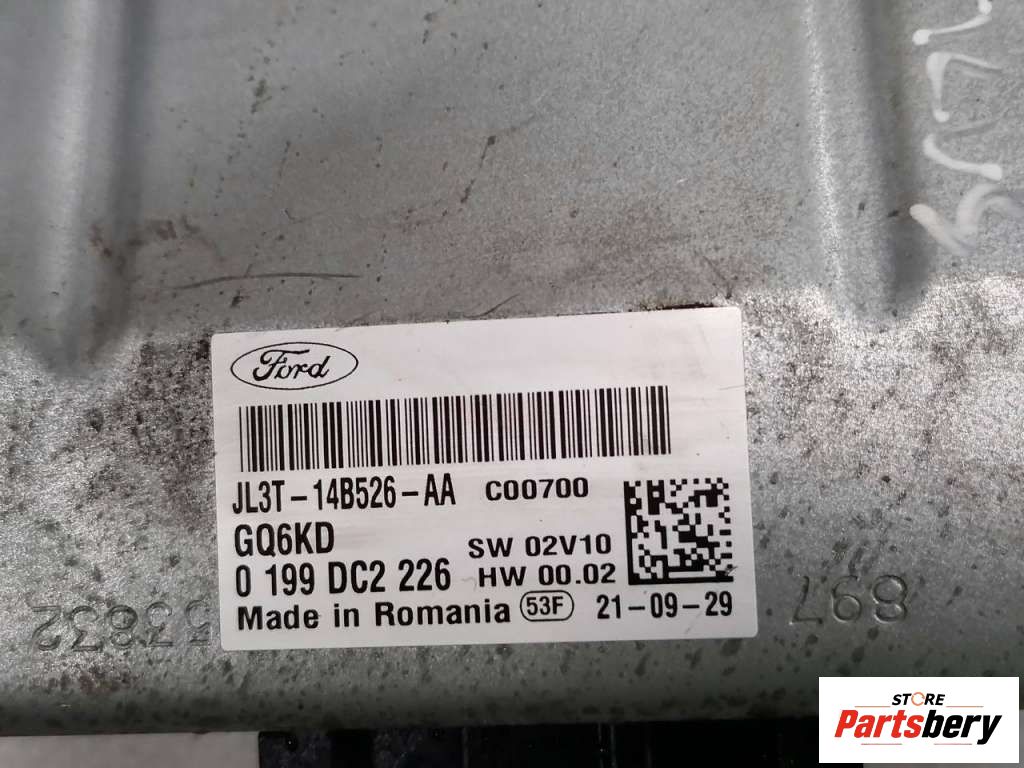 Ford
JL3T-14B526-AA C00700
GQ6KD
SW 02V10
0 199 DC2 226 HW 00.02
Made in Romania 53F 21-09-29
897
STORE
Partsbery